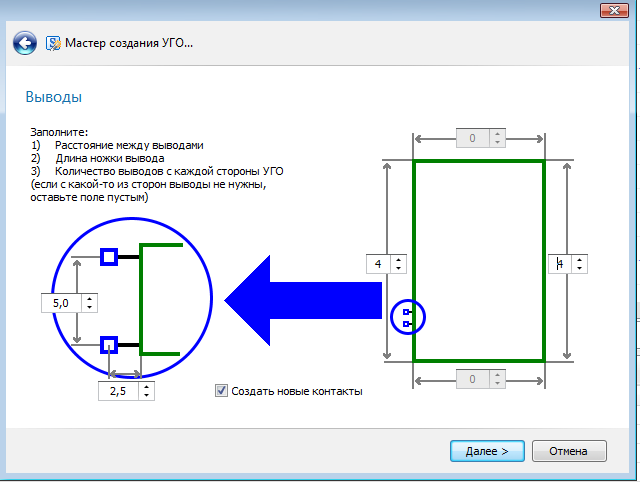 Мастер создания УГО...
Выводы
Заполните:
1) Расстояние между выводами
2) Длина ножки вывода
3) Количество выводов с каждой стороны УГО
(если с какой-то из сторон выводы не нужны,
оставьте поле пустым)
0
4
4
5,0
2,5
0
Создать новые контакты
Далее >
Отмена